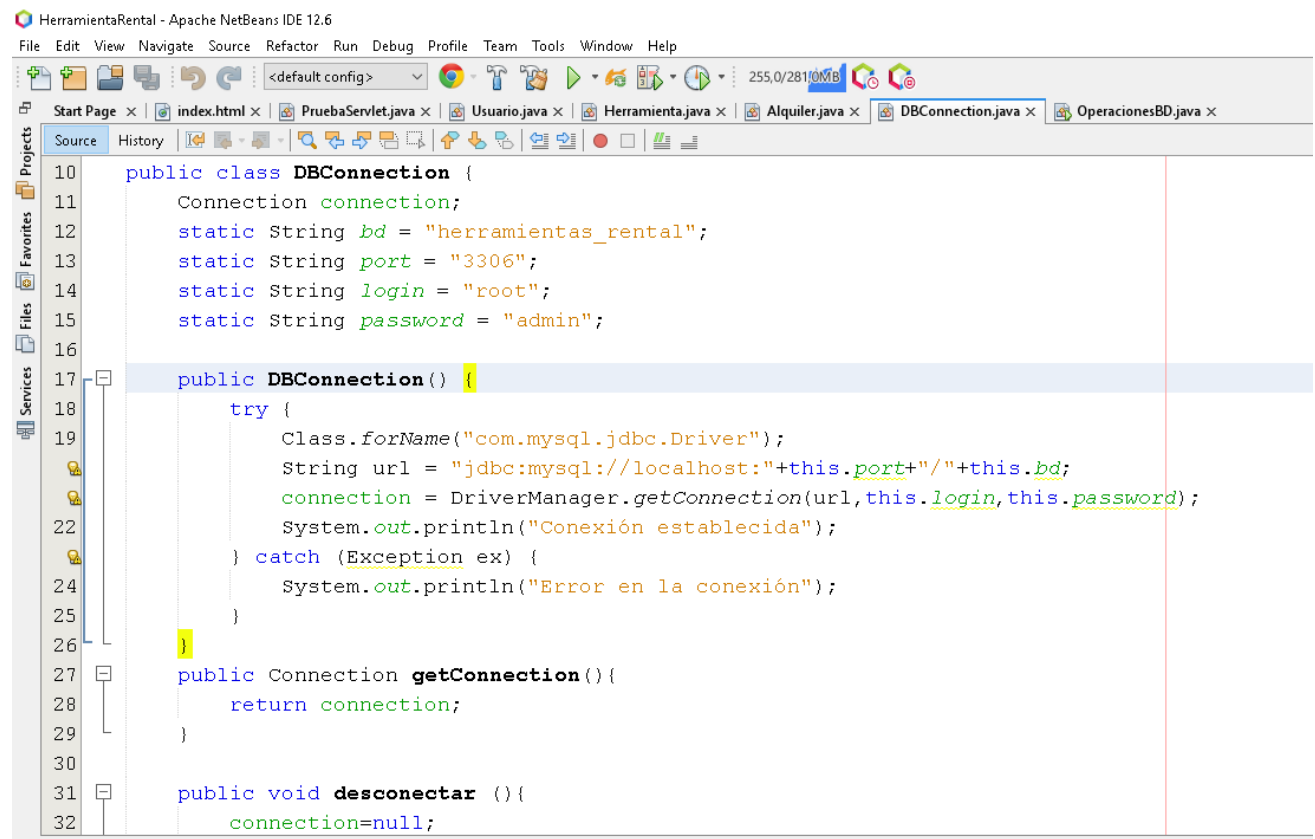 HerramientaRental - Apache NetBeans IDE 12.6
File Edit View Navigate Source Refactor Run Debug Profile Team Tools Window Help
<default config> 255,0/281,0MB
Start Page index.html PruebaServlet.java Usuario.java Herramienta.java Alquiler.java DBConnection.java OperacionesBD.java
Source History
Projects
Favorites
Files
Services
10 public class DBConnection {
11 Connection connection;
12 static String bd = "herramientas_rental";
13 static String port = "3306";
14 static String login = "root";
15 static String password = "admin";
16
17 public DBConnection() {
18 try {
19 Class.forName("com.mysql.jdbc.Driver");
String url = "jdbc:mysql://localhost:"+this.port+"/"+this.bd;
connection = DriverManager.getConnection(url,this.login,this.password);
22 System.out.println("Conexión establecida");
} catch (Exception ex) {
24 System.out.println("Error en la conexión");
25 }
26 }
27 public Connection getConnection(){
28 return connection;
29 }
30
31 public void desconectar (){
32 connection=null;